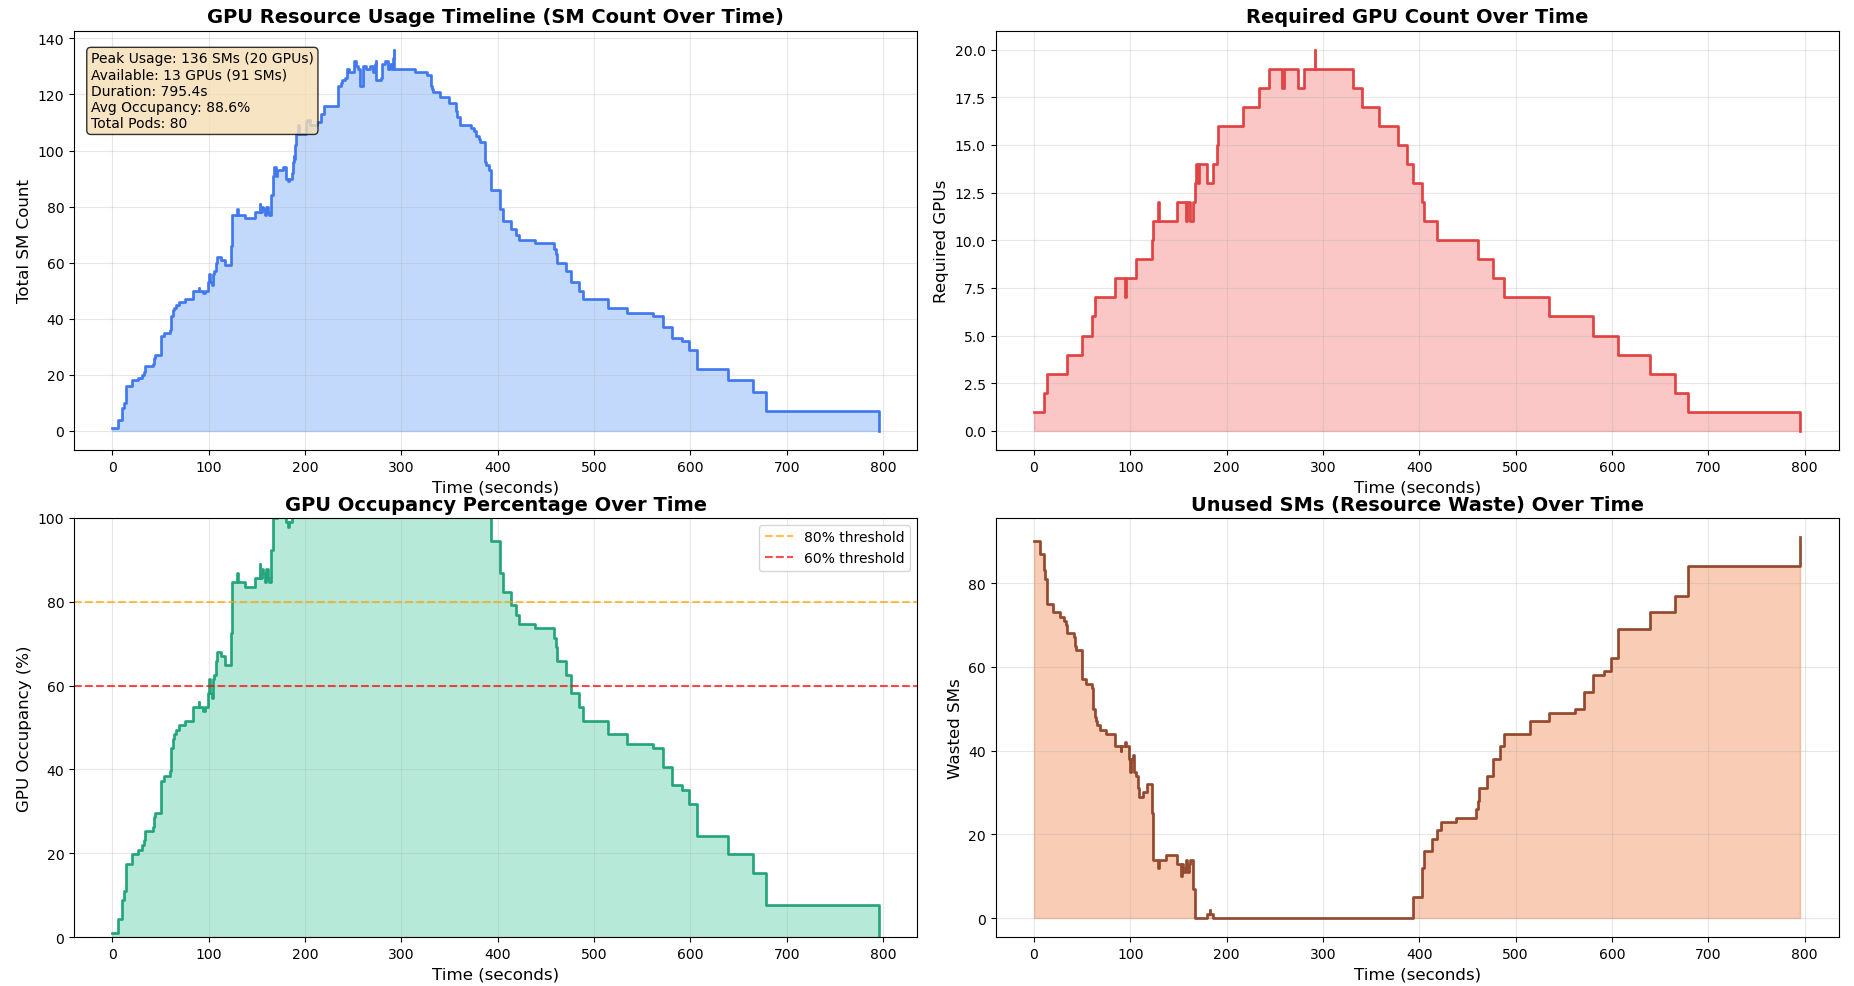 GPU Resource Usage Timeline (SM Count Over Time)
140
120
100
80
60
40
20
0
Total SM Count
Peak Usage: 136 SMs (20 GPUs)
Available: 13 GPUs (91 SMs)
Duration: 795.4s
Avg Occupancy: 88.6%
Total Pods: 80
0 100 200 300 400 500 600 700 800
Time (seconds)
Required GPU Count Over Time
20.0
17.5
15.0
12.5
10.0
7.5
5.0
2.5
0.0
Required GPUs
0 100 200 300 400 500 600 700 800
Time (seconds)
GPU Occupancy Percentage Over Time
100
80
60
40
20
0
GPU Occupancy (%)
80% threshold
60% threshold
0 100 200 300 400 500 600 700 800
Time (seconds)
Unused SMs (Resource Waste) Over Time
80
60
40
20
0
Wasted SMs
0 100 200 300 400 500 600 700 800
Time (seconds)